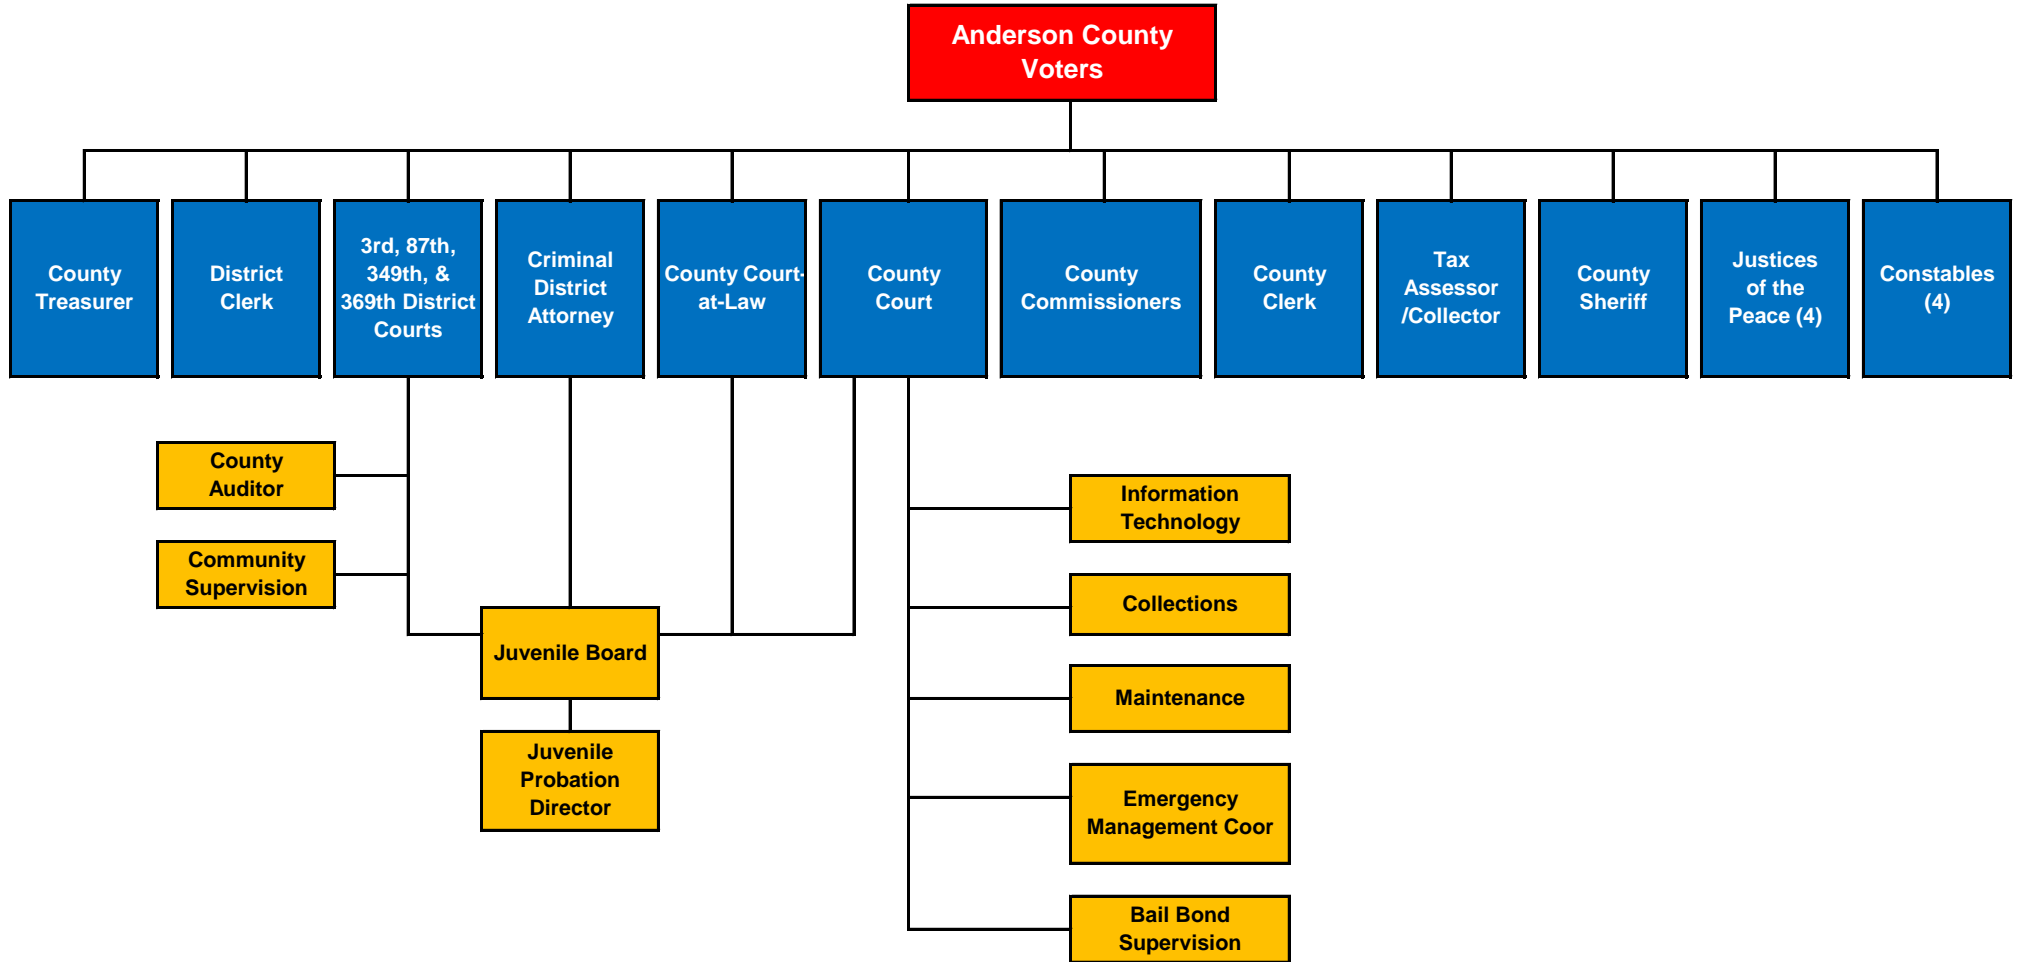 Anderson County
Voters
County
Treasurer
District
Clerk
3rd, 87th,
349th, &
369th District
Courts
Criminal
District
Attorney
County Court-
at-Law
County
Court
County
Commissioners
County
Clerk
Tax
Assessor
/Collector
County
Sheriff
Justices
of the
Peace (4)
Constables
(4)
County
Auditor
Community
Supervision
Juvenile Board
Juvenile
Probation
Director
Information
Technology
Collections
Maintenance
Emergency
Management Coor
Bail Bond
Supervision